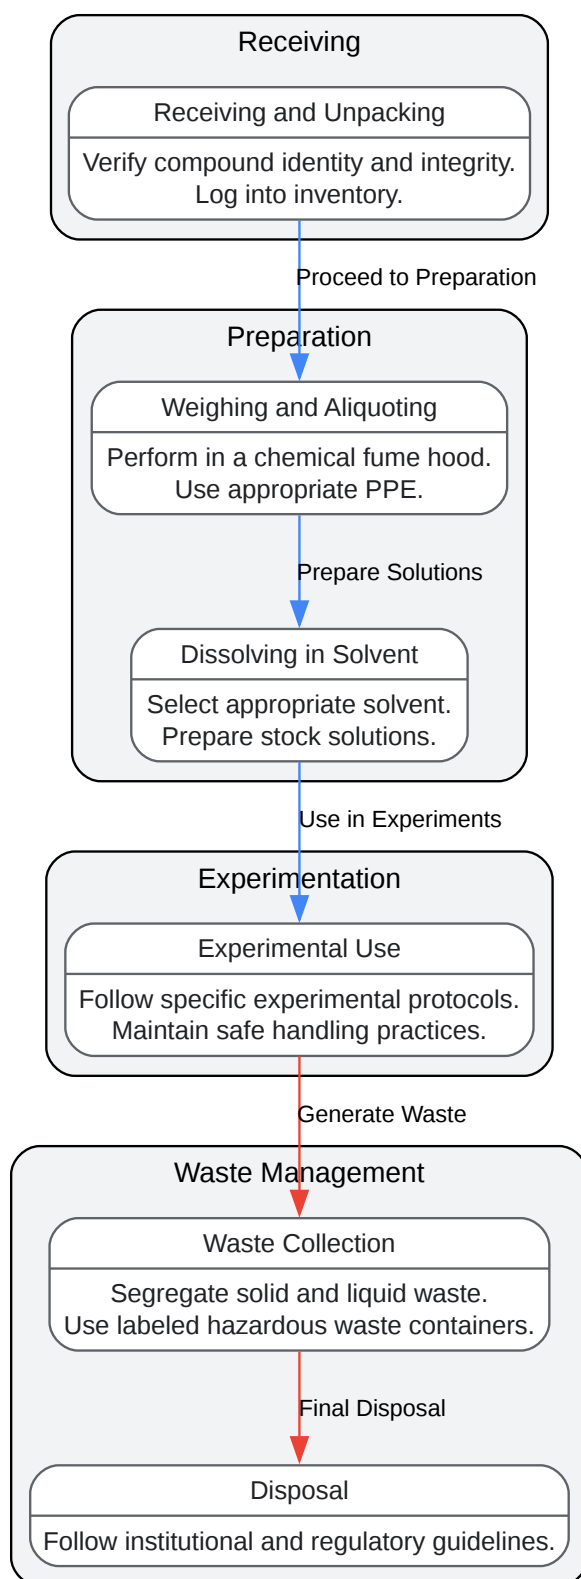 Receiving
Receiving and Unpacking
Verify compound identity and integrity.
Log into inventory.
Proceed to Preparation
Preparation
Weighing and Aliquoting
Perform in a chemical fume hood.
Use appropriate PPE.
Prepare Solutions
Dissolving in Solvent
Select appropriate solvent.
Prepare stock solutions.
Use in Experiments
Experimentation
Experimental Use
Follow specific experimental protocols.
Maintain safe handling practices.
Generate Waste
Waste Management
Waste Collection
Segregate solid and liquid waste.
Use labeled hazardous waste containers.
Final Disposal
Disposal
Follow institutional and regulatory guidelines.